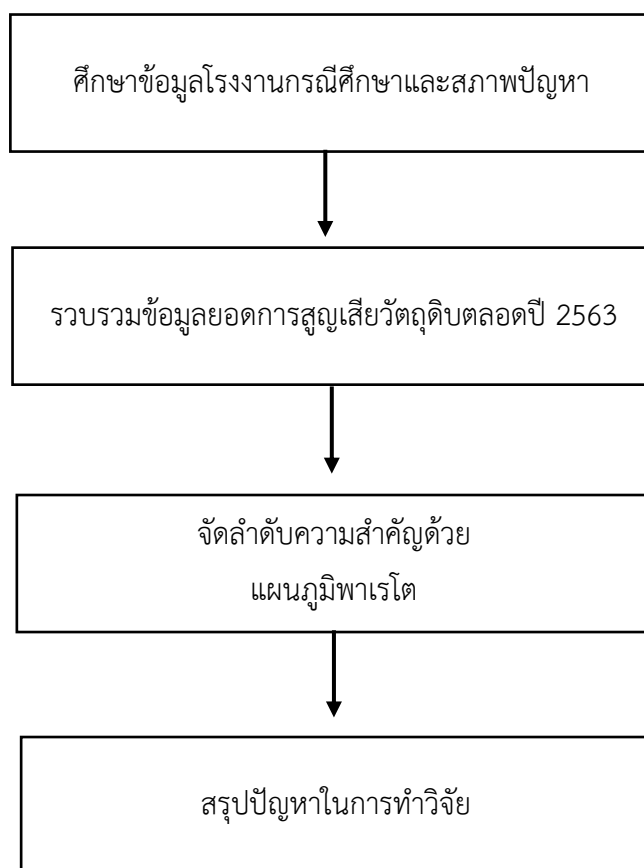 ศึกษาข้อมูลโรงงานกรณีศึกษาและสภาพปัญหา
รวบรวมข้อมูลยอดการสูญเสียวัตถุดิบตลอดปี 2563
จัดลำดับความสำคัญด้วย
แผนภูมิพาเรโต
สรุปปัญหาในการทำวิจัย